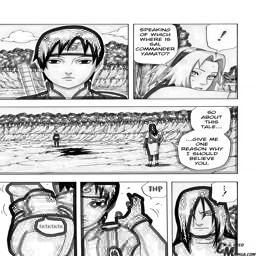 !
SPEAKING
OF WHICH
WHERE IS
SAI,
COMMANDER
YAMATO?
SO
ABOUT
THIS
TALE...
...GIVE ME
ONE
REASON WHY
I SHOULD
BELIEVE
YOU.
THP